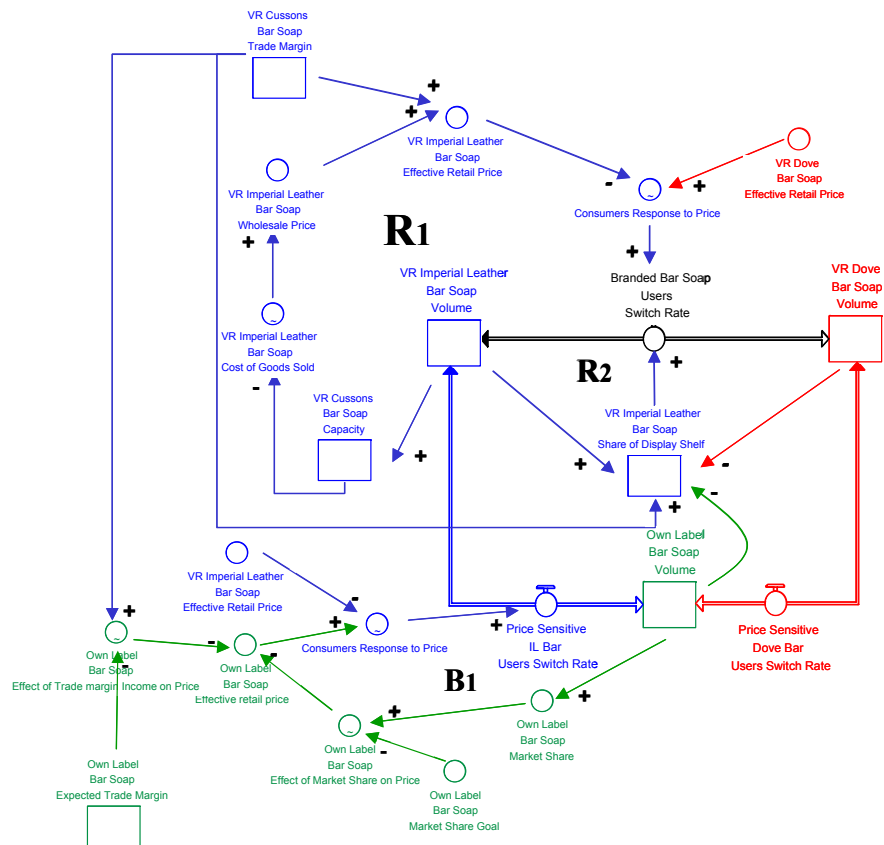 VR Cussons
Bar Soap
Trade Margin
+
+
VR Imperial Leather
Bar Soap
Effective Retail Price
VR Dove
Bar Soap
Effective Retail Price
-
+
VR Imperial Leather
Bar Soap
Wholesale Price
Consumers Response to Price
~
R1
+
+
VR Imperial Leather
Bar Soap
Volume
Branded Bar Soap
Users
Switch Rate
VR Dove
Bar Soap
Volume
~
VR Imperial Leather
Bar Soap
Cost of Goods Sold
-
R2
+
VR Cussons
Bar Soap
Capacity
+
VR Imperial Leather
Bar Soap
Share of Display Shelf
+
-
-
+
Own Label
Bar Soap
Volume
VR Imperial Leather
Bar Soap
Effective Retail Price
-
+
~
Consumers Response to Price
+
Price Sensitive
IL Bar
Users Switch Rate
Price Sensitive
Dove Bar
Users Switch Rate
+
~
Own Label
Bar Soap
Effect of Trade margin Income on Price
-
-
Own Label
Bar Soap
Effective retail price
-
B1
+
+
Own Label
Bar Soap
Market Share
~
Own Label
Bar Soap
Effect of Market Share on Price
-
Own Label
Bar Soap
Market Share Goal
Own Label
Bar Soap
Expected Trade Margin